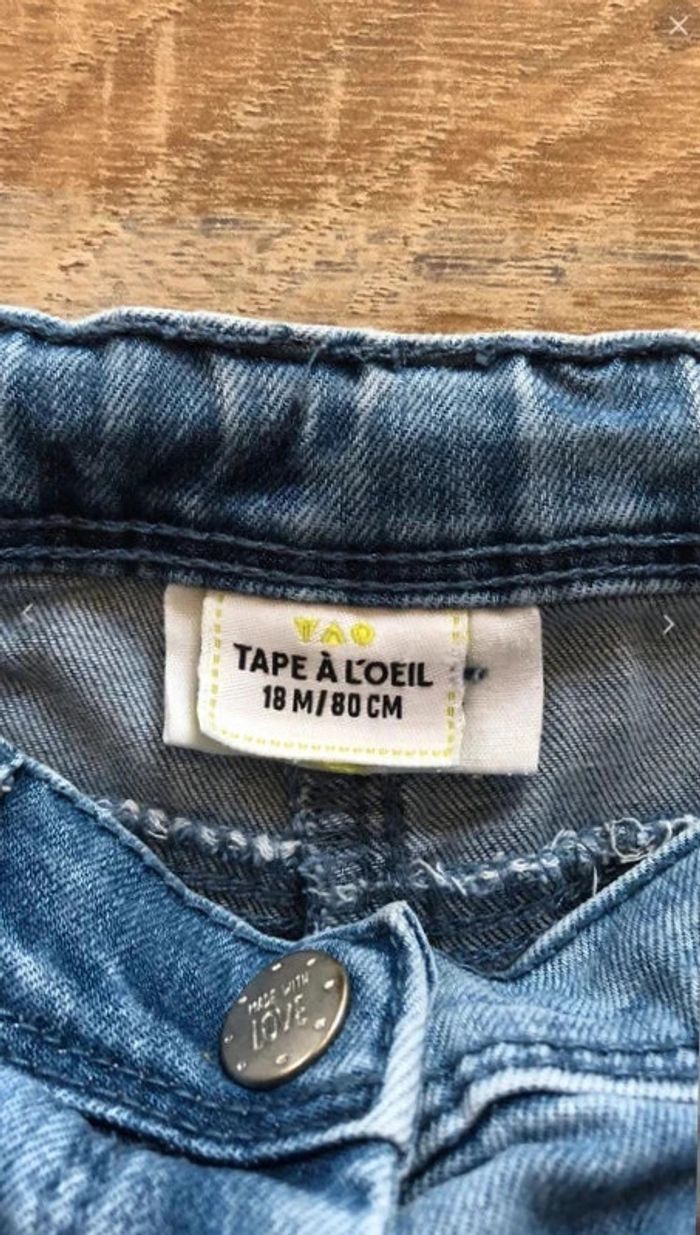 TAO
TAPE À L'OEIL
18 M/80 CM
MADE WITH
LOVE